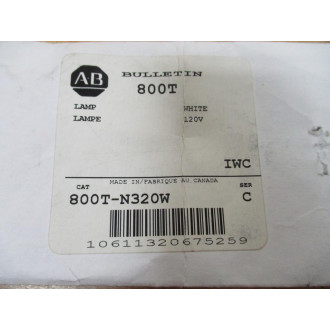 AB
BULLETIN
800T
LAMP WHITE
LAMPE 120V
IWC
MADE IN/FABRIQUE AU CANADA
CAT SER
800T-N320W C
10611320675259